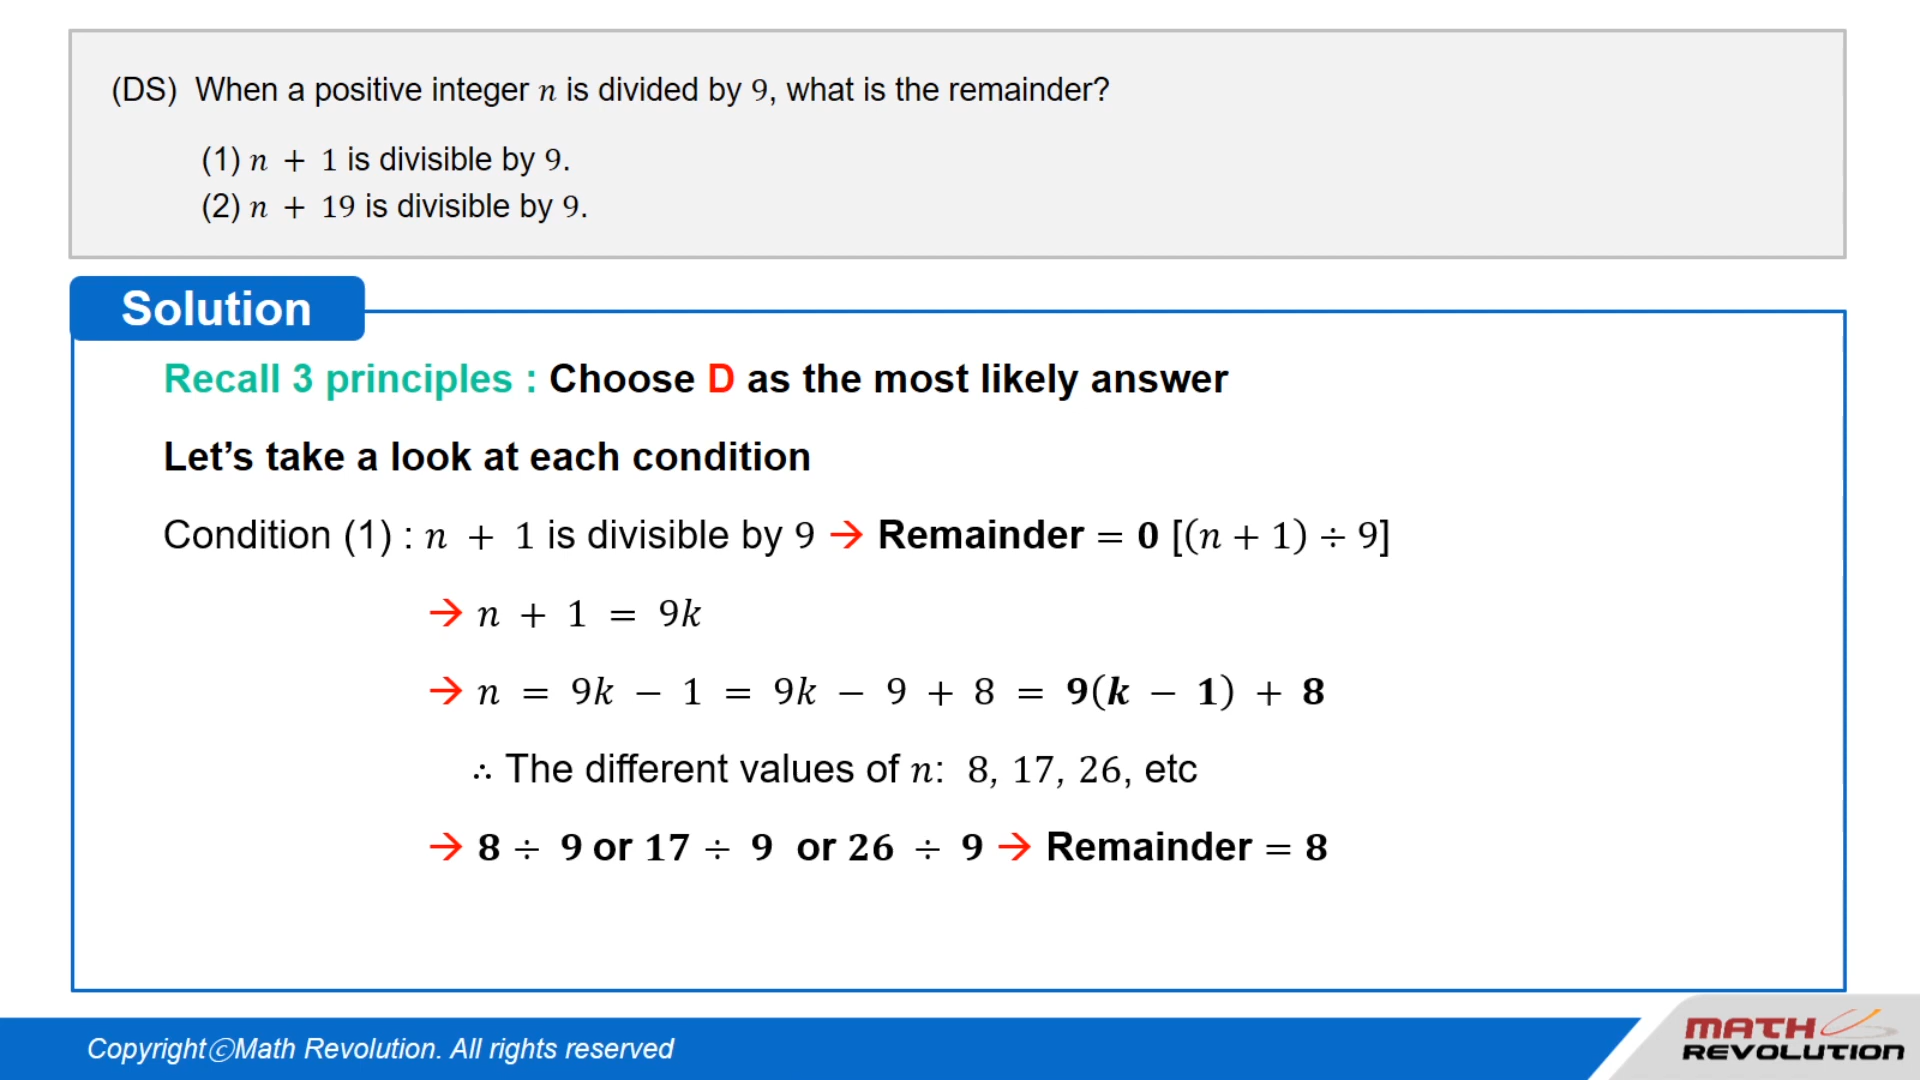 (DS) When a positive integer n is divided by 9, what is the remainder?
(1) n + 1 is divisible by 9.
(2) n + 19 is divisible by 9.
Solution
Recall 3 principles : Choose D as the most likely answer
Let’s take a look at each condition
Condition (1) : n + 1 is divisible by 9 → Remainder = 0 [(n + 1) ÷ 9]
→ n + 1 = 9k
→ n = 9k − 1 = 9k − 9 + 8 = 9(k − 1) + 8
∴ The different values of n: 8, 17, 26, etc
→ 8 ÷ 9 or 17 ÷ 9 or 26 ÷ 9 → Remainder = 8
CopyrightⓒMath Revolution. All rights reserved
MATH
REVOLUTION